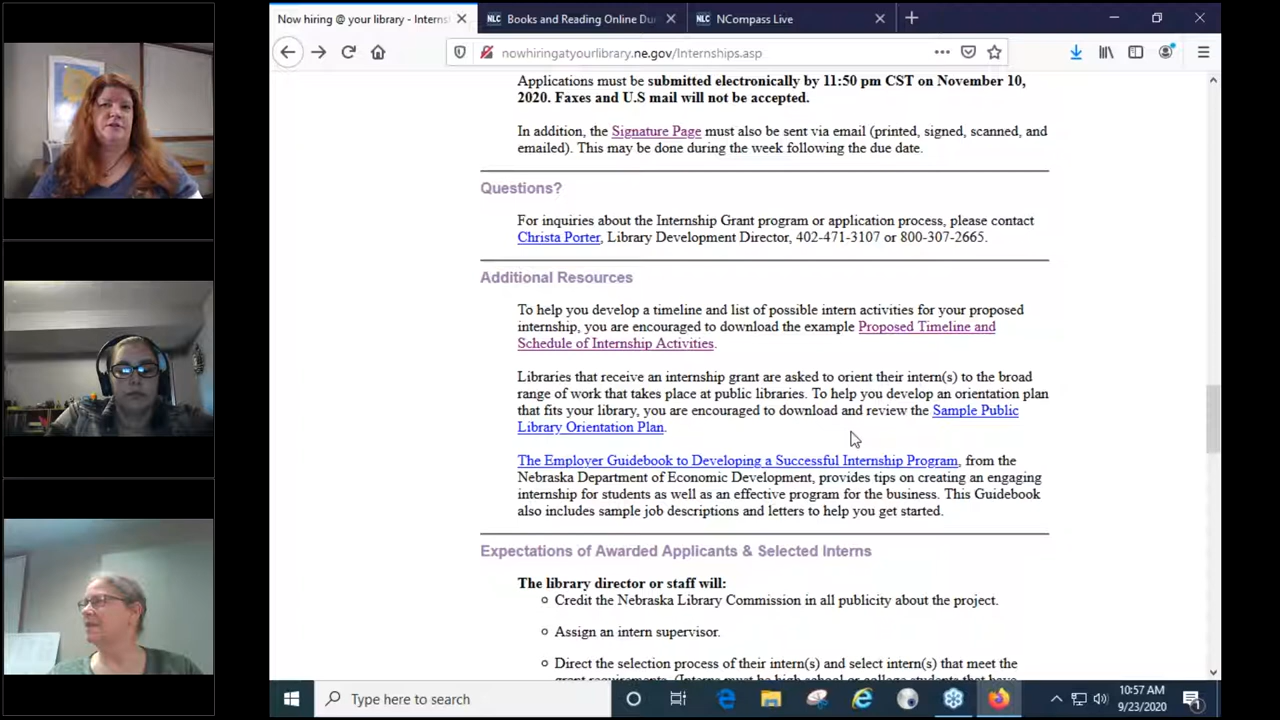 Now hiring @ your library - Interns
Books and Reading Online Du
NCompass Live
nowhiringatyourlibrary.ne.gov/Internships.asp
Applications must be submitted electronically by 11:50 pm CST on November 10,
2020. Faxes and U.S mail will not be accepted.
In addition, the Signature Page must also be sent via email (printed, signed, scanned, and
emailed). This may be done during the week following the due date.
Questions?
For inquiries about the Internship Grant program or application process, please contact
Christa Porter, Library Development Director, 402-471-3107 or 800-307-2665.
Additional Resources
To help you develop a timeline and list of possible intern activities for your proposed
internship, you are encouraged to download the example Proposed Timeline and
Schedule of Internship Activities.
Libraries that receive an internship grant are asked to orient their intern(s) to the broad
range of work that takes place at public libraries. To help you develop an orientation plan
that fits your library, you are encouraged to download and review the Sample Public
Library Orientation Plan.
The Employer Guidebook to Developing a Successful Internship Program, from the
Nebraska Department of Economic Development, provides tips on creating an engaging
internship for students as well as an effective program for the business. This Guidebook
also includes sample job descriptions and letters to help you get started.
Expectations of Awarded Applicants & Selected Interns
The library director or staff will:
Credit the Nebraska Library Commission in all publicity about the project.
Assign an intern supervisor.
Direct the selection process of their intern(s) and select intern(s) that meet the
grant requirements. (Interns must be high school or college students that have
Type here to search
10:57 AM
9/23/2020
1